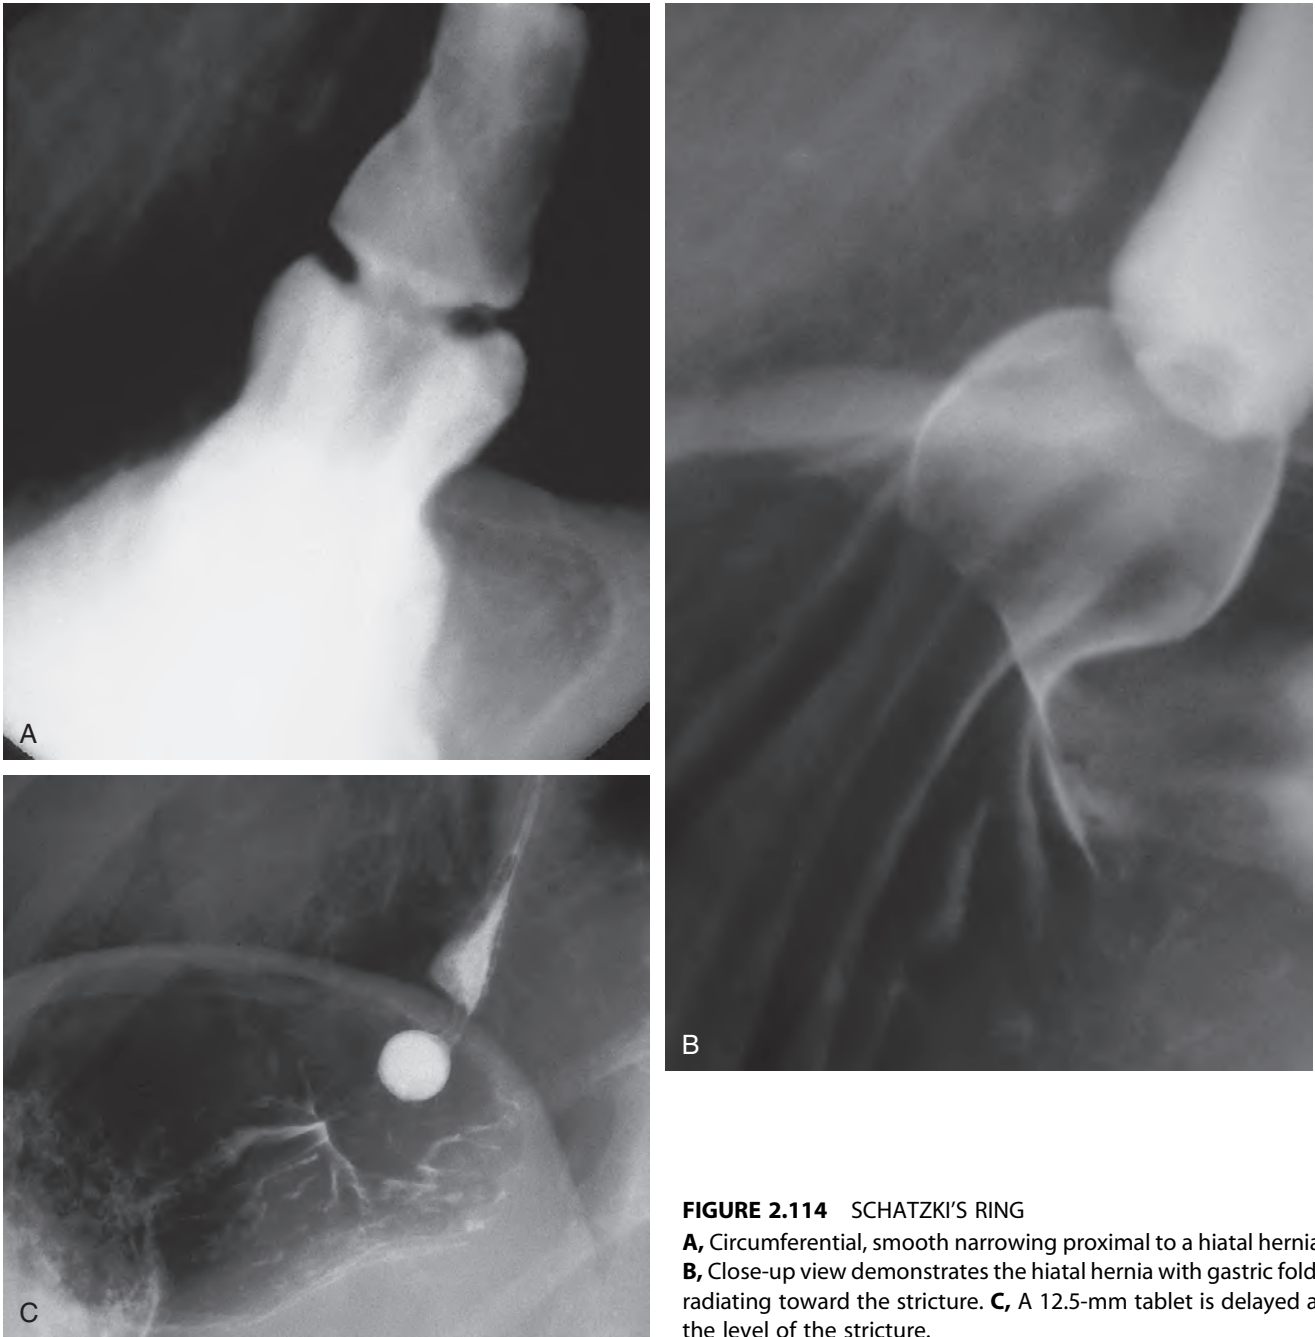 A
B
C
FIGURE 2.114 SCHATZKI'S RING
A, Circumferential, smooth narrowing proximal to a hiatal hernia
B, Close-up view demonstrates the hiatal hernia with gastric fold
radiating toward the stricture. C, A 12.5-mm tablet is delayed a
the level of the stricture.